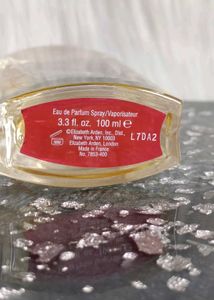 Eau de Parfum Spray/Vaporisateur
3.3 fl. oz. 100 ml e
©Elizabeth Arden, Inc., Dist.,
New York, NY 10003
Elizabeth Arden, London
Made in France
No. 7853-400
L7DA2